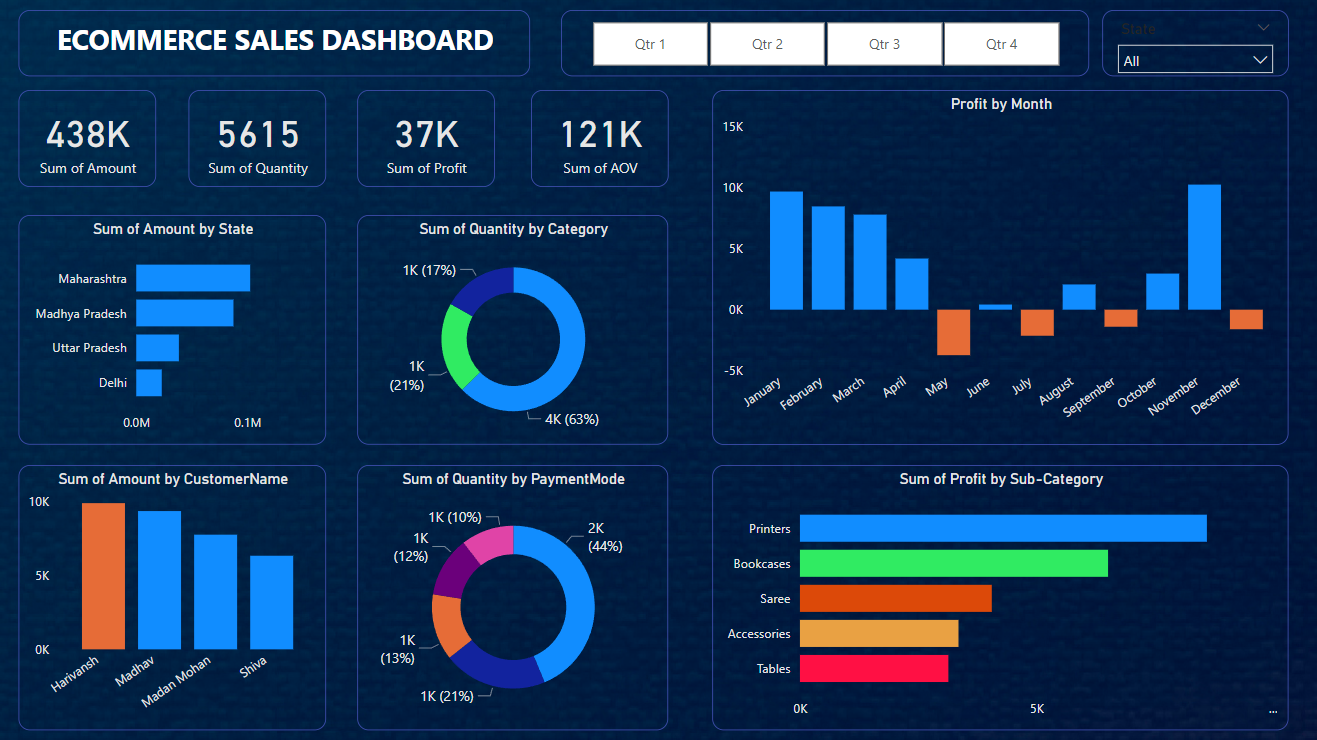 ECOMMERCE SALES DASHBOARD
Qtr 1
Qtr 2
Qtr 3
Qtr 4
State
All
438K
Sum of Amount
5615
Sum of Quantity
37K
Sum of Profit
121K
Sum of AOV
Profit by Month
15K
10K
5K
0K
-5K
January
February
March
April
May
June
July
August
September
October
November
December
Sum of Amount by State
Maharashtra
Madhya Pradesh
Uttar Pradesh
Delhi
0.0M
0.1M
Sum of Quantity by Category
1K (17%)
1K
(21%)
4K (63%)
Sum of Amount by CustomerName
10K
5K
0K
Harivansh
Madhav
Madan Mohan
Shiva
Sum of Quantity by PaymentMode
1K (10%)
2K
(44%)
1K
(12%)
1K
(13%)
1K (21%)
Sum of Profit by Sub-Category
Printers
Bookcases
Saree
Accessories
Tables
0K
5K
...